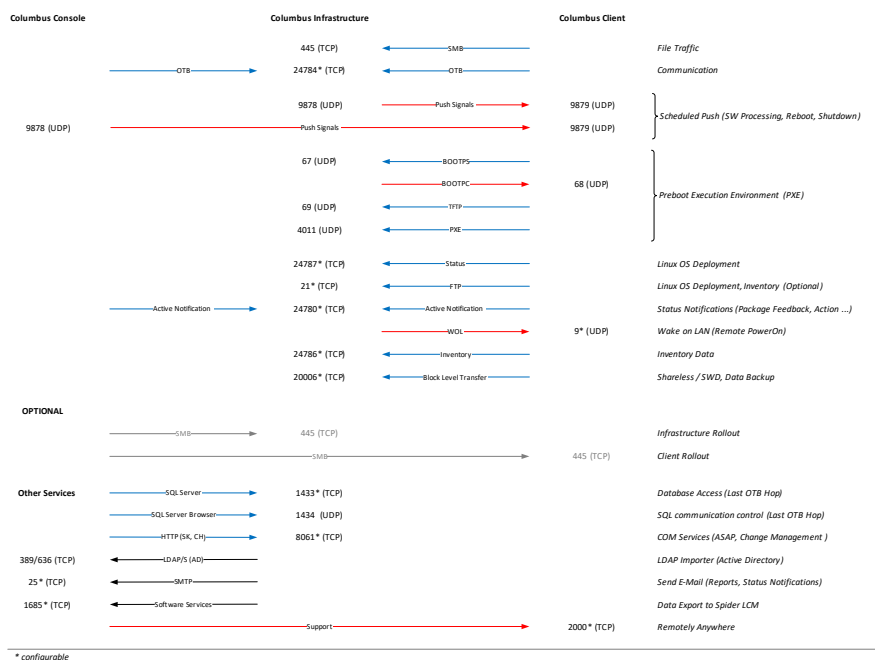 Columbus Console Columbus Infrastructure Columbus Client
445 (TCP) SMB File Traffic
OTB 24784* (TCP) OTB Communication
9878 (UDP) Push Signals 9879 (UDP)
Scheduled Push (SW Processing, Reboot, Shutdown)
9878 (UDP) Push Signals 9879 (UDP)
67 (UDP) BOOTPS
BOOTPC 68 (UDP)
Preboot Execution Environment (PXE)
69 (UDP) TFTP
4011 (UDP) PXE
24787* (TCP) Status Linux OS Deployment
21* (TCP) FTP Linux OS Deployment, Inventory (Optional)
Active Notification 24780* (TCP) Active Notification Status Notifications (Package Feedback, Action ...)
WOL 9* (UDP) Wake on LAN (Remote PowerOn)
24786* (TCP) Inventory Inventory Data
20006* (TCP) Block Level Transfer Shareless / SWD, Data Backup
OPTIONAL
SMB 445 (TCP) Infrastructure Rollout
SMB 445 (TCP) Client Rollout
Other Services SQL Server 1433* (TCP) Database Access (Last OTB Hop)
SQL Server Browser 1434 (UDP) SQL communication control (Last OTB Hop)
HTTP (SK, CH) 8061* (TCP) COM Services (ASAP, Change Management )
389/636 (TCP) LDAP/S (AD) LDAP Importer (Active Directory)
25* (TCP) SMTP Send E-Mail (Reports, Status Notifications)
1685* (TCP) Software Services Data Export to Spider LCM
Support 2000* (TCP) Remotely Anywhere
* configurable